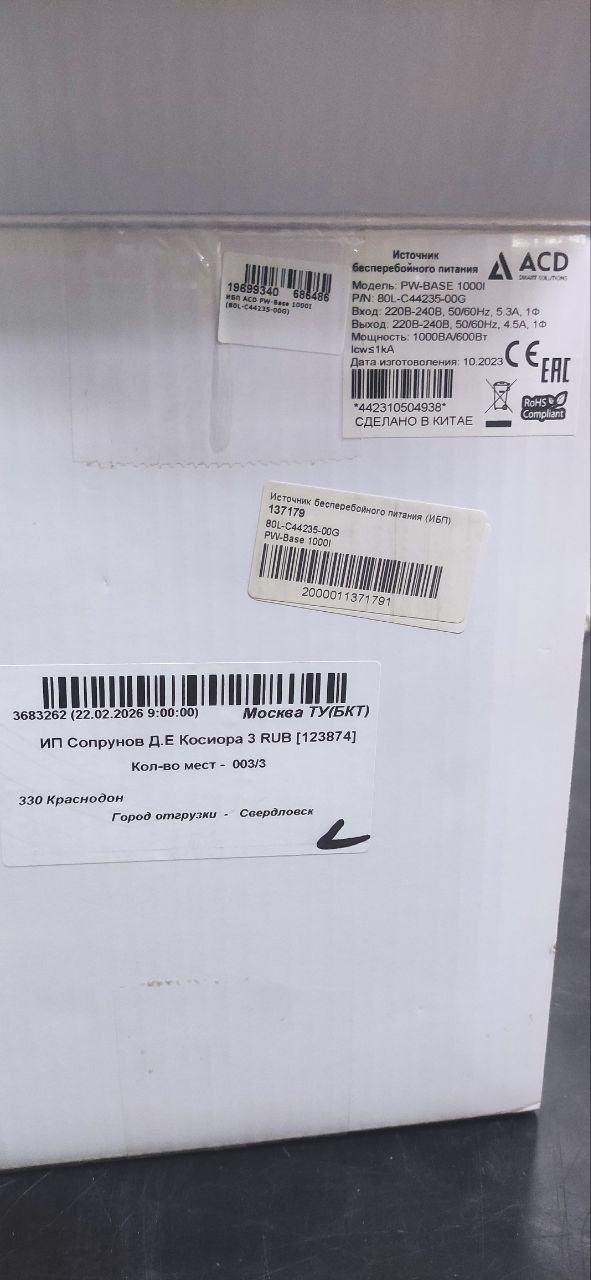 19699340 686486
ИБП ACD PW-Base 1000I
(80L-C44235-00G)
Источник
бесперебойного питания
ACD
SMART SOLUTIONS
Модель: PW-BASE 1000I
P/N: 80L-C44235-00G
Вход: 220В-240В, 50/60Hz, 5.3A, 1Ф
Выход: 220В-240В, 50/60Hz, 4.5A, 1Ф
Мощность: 1000ВА/600Вт
Icw≤1kA
Дата изготоволения: 10.2023
CE
EAC
*442310504938*
RoHS
Compliant
СДЕЛАНО В КИТАЕ
Источник бесперебойного питания (ИБП)
137179
80L-C44235-00G
PW-Base 1000I
2000011371791
3683262 (22.02.2026 9:00:00) Москва ТУ(БКТ)
ИП Сопрунов Д.Е Косиора 3 RUB [123874]
Кол-во мест - 003/3
330 Краснодон
Город отгрузки - Свердловск